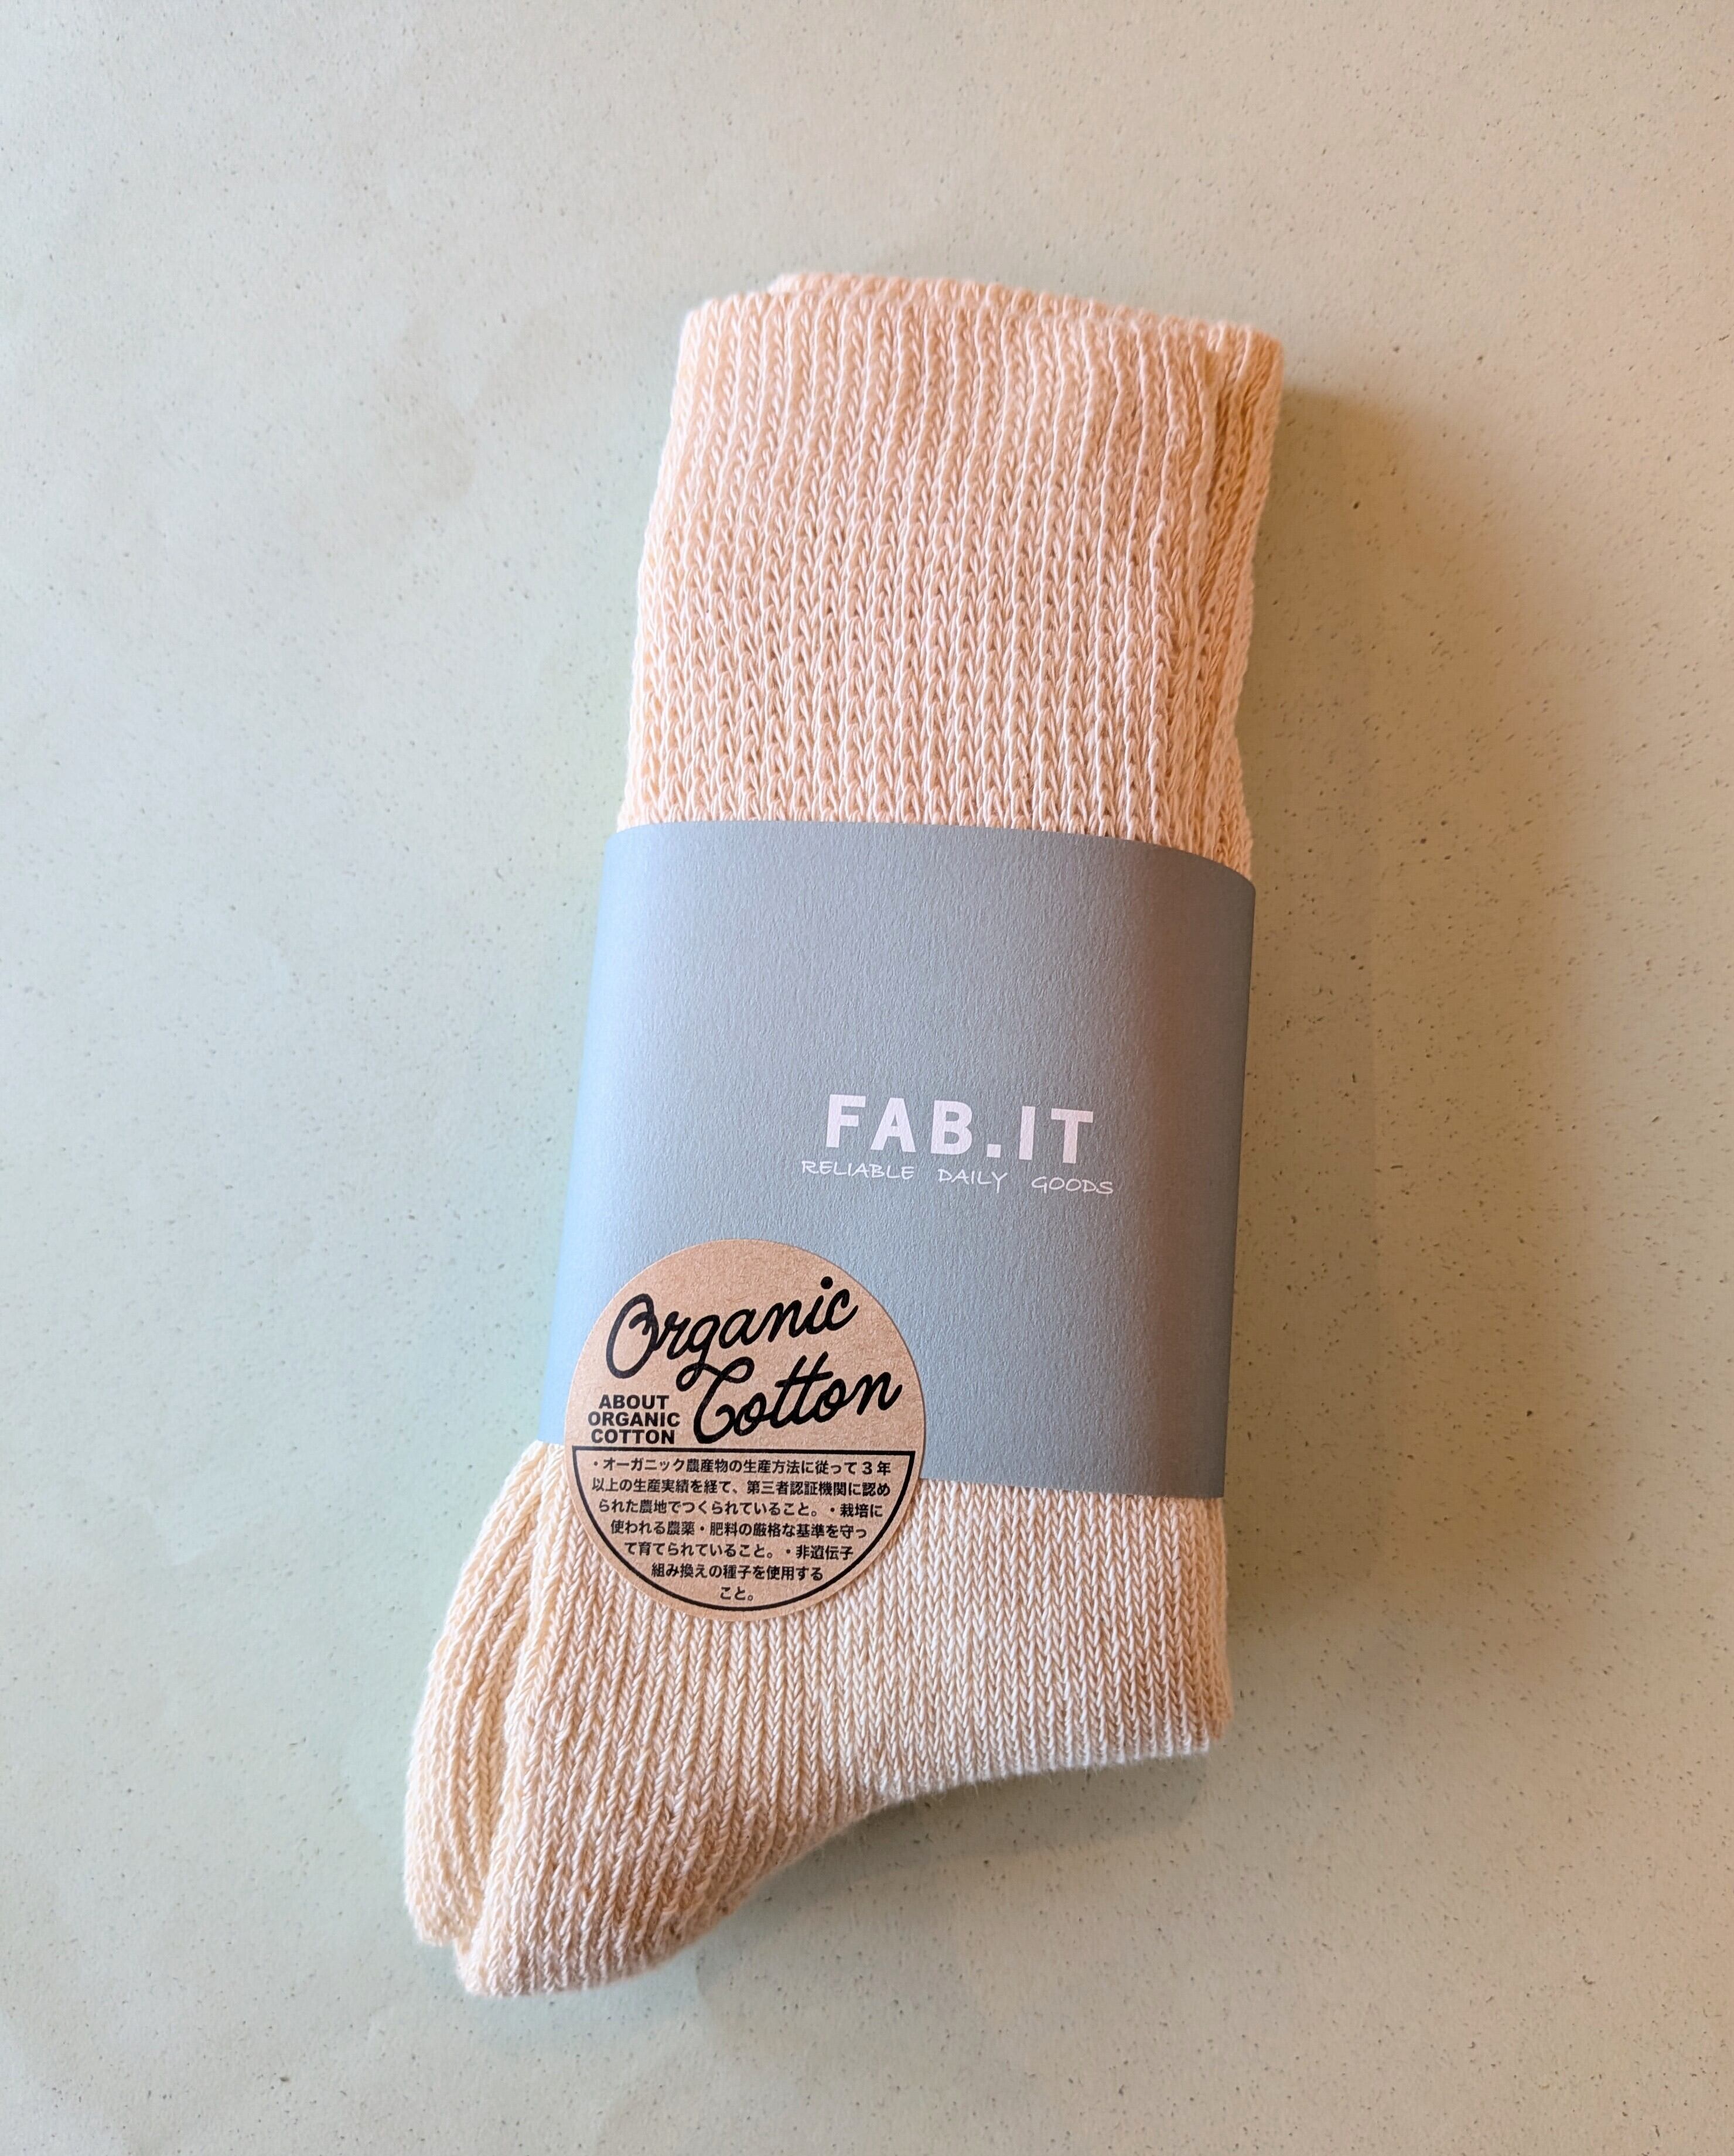 FAB.IT
RELIABLE DAILY GOODS
Organic
Cotton
ABOUT
ORGANIC
COTTON
・オーガニック農産物の生産方法に従って3年
以上の生産実績を経て、第三者認証機関に認め
られた農地でつくられていること。・栽培に
使われる農薬・肥料の厳格な基準を守っ
て育てられていること。・非遺伝子
組み換えの種子を使用する
こと。